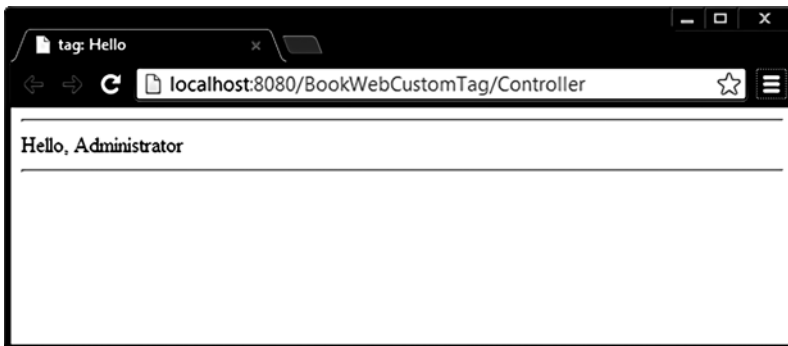 tag: Hello
localhost:8080/BookWebCustomTag/Controller
Hello, Administrator